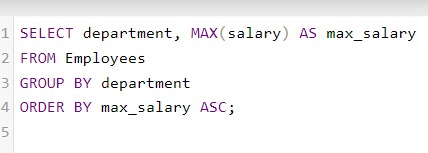 1 SELECT department, MAX(salary) AS max_salary
2 FROM Employees
3 GROUP BY department
4 ORDER BY max_salary ASC;
5